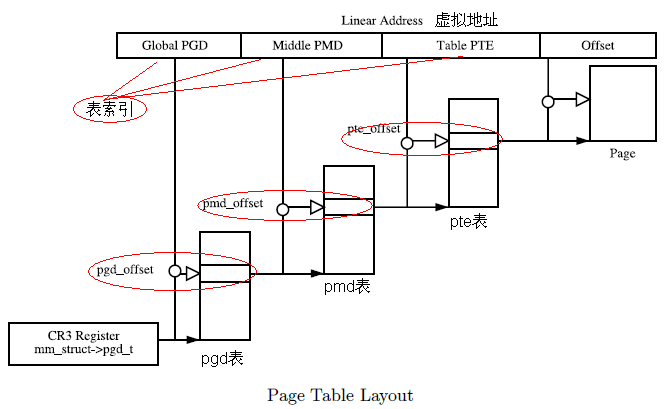 Linear Address 虚拟地址
Global PGD Middle PMD Table PTE Offset
表索引
pte_offset
Page
pmd_offset
pte表
pgd_offset
pmd表
CR3 Register
mm_struct->pgd_t
pgd表
Page Table Layout